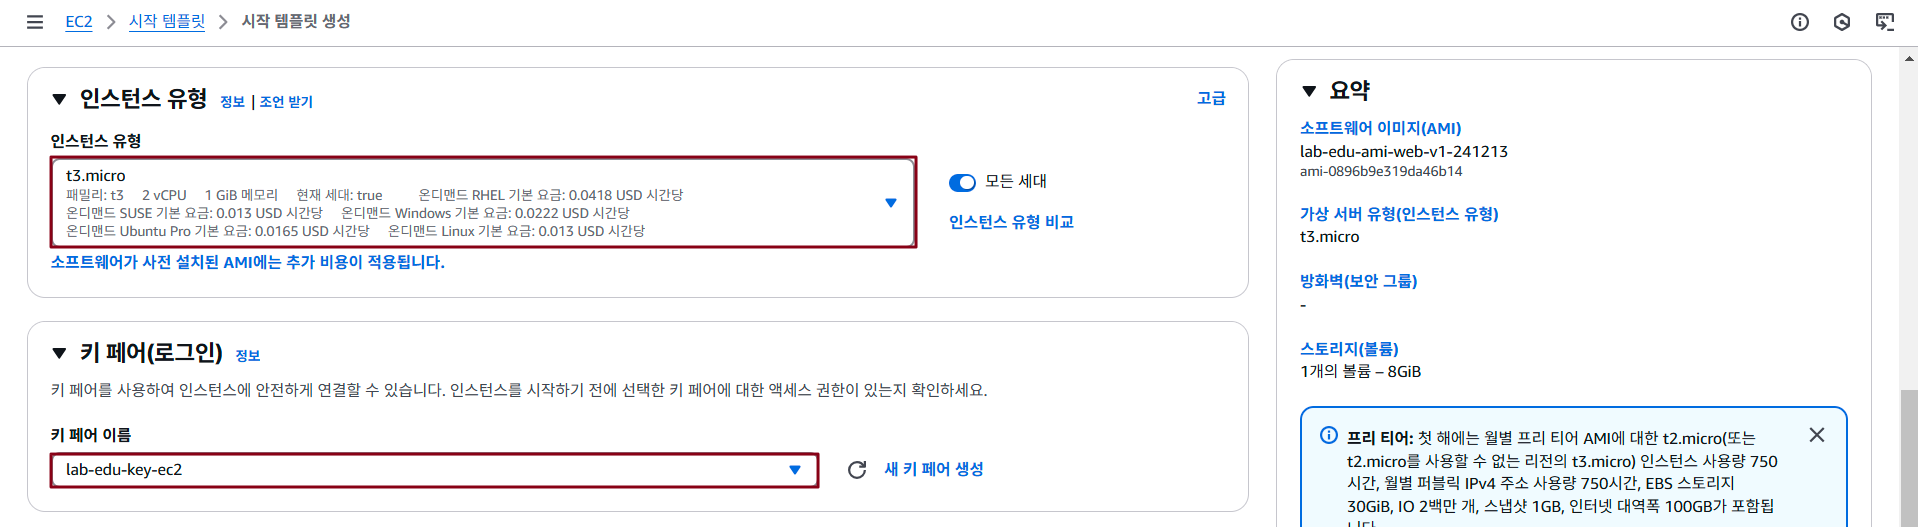 EC2 > 시작 템플릿 > 시작 템플릿 생성
인스턴스 유형 정보 | 조언 받기
고급
인스턴스 유형
t3.micro
패밀리: t3 2 vCPU 1 GiB 메모리 현재 세대: true 온디맨드 RHEL 기본 요금: 0.0418 USD 시간당
온디맨드 SUSE 기본 요금: 0.013 USD 시간당 온디맨드 Windows 기본 요금: 0.0222 USD 시간당
온디맨드 Ubuntu Pro 기본 요금: 0.0165 USD 시간당 온디맨드 Linux 기본 요금: 0.013 USD 시간당
모든 세대
인스턴스 유형 비교
소프트웨어가 사전 설치된 AMI에는 추가 비용이 적용됩니다.
키 페어(로그인) 정보
키 페어를 사용하여 인스턴스에 안전하게 연결할 수 있습니다. 인스턴스를 시작하기 전에 선택한 키 페어에 대한 액세스 권한이 있는지 확인하세요.
키 페어 이름
lab-edu-key-ec2
새 키 페어 생성
요약
소프트웨어 이미지(AMI)
lab-edu-ami-web-v1-241213
ami-0896b9e319da46b14
가상 서버 유형(인스턴스 유형)
t3.micro
방화벽(보안 그룹)
-
스토리지(볼륨)
1개의 볼륨 – 8GiB
프리 티어: 첫 해에는 월별 프리 티어 AMI에 대한 t2.micro(또는
t2.micro를 사용할 수 없는 리전의 t3.micro) 인스턴스 사용량 750
시간, 월별 퍼블릭 IPv4 주소 사용량 750시간, EBS 스토리지
30GiB, IO 2백만 개, 스냅샷 1GB, 인터넷 대역폭 100GB가 포함됩
니다.